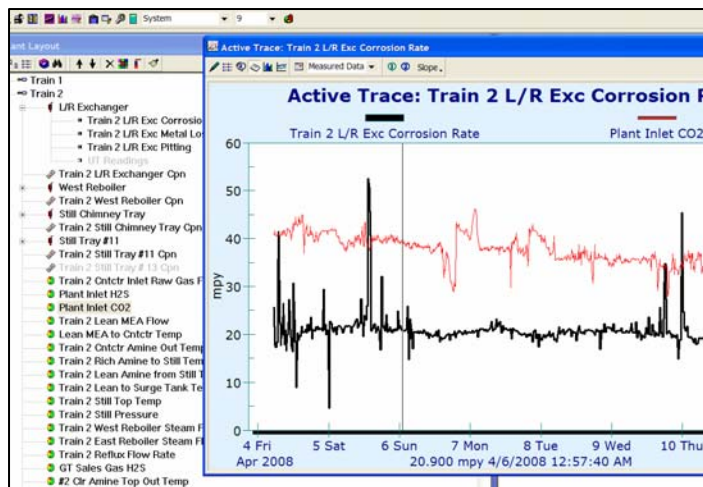 System
9
ant Layout
Train 1
Train 2
L/R Exchanger
Train 2 L/R Exc Corrosio
Train 2 L/R Exc Metal Lo
Train 2 L/R Exc Pitting
UT Readings
Train 2 L/R Exchanger Cpn
West Reboiler
Train 2 West Reboiler Cpn
Still Chimney Tray
Train 2 Still Chimney Tray Cpn
Still Tray #11
Train 2 Still Tray #11 Cpn
Train 2 Still Tray # 13 Cpn
Train 2 Cntctr Inlet Raw Gas F
Plant Inlet H2S
Plant Inlet CO2
Train 2 Lean MEA Flow
Lean MEA to Cntctr Temp
Train 2 Cntctr Amine Out Temp
Train 2 Rich Amine to Still Tem
Train 2 Lean Amine from Still T
Train 2 Lean to Surge Tank Te
Train 2 Still Top Temp
Train 2 Still Pressure
Train 2 West Reboiler Steam F
Train 2 East Reboiler Steam Fl
Train 2 Reflux Flow Rate
GT Sales Gas H2S
#2 Clr Amine Top Out Temp
Active Trace: Train 2 L/R Exc Corrosion Rate
Measured Data
Slope
Active Trace: Train 2 L/R Exc Corrosion R
Train 2 L/R Exc Corrosion Rate
Plant Inlet CO2
60
50
40
30
20
10
0
mpy
4 Fri
5 Sat
6 Sun
7 Mon
8 Tue
9 Wed
10 Thu
Apr 2008
20.900 mpy 4/6/2008 12:57:40 AM